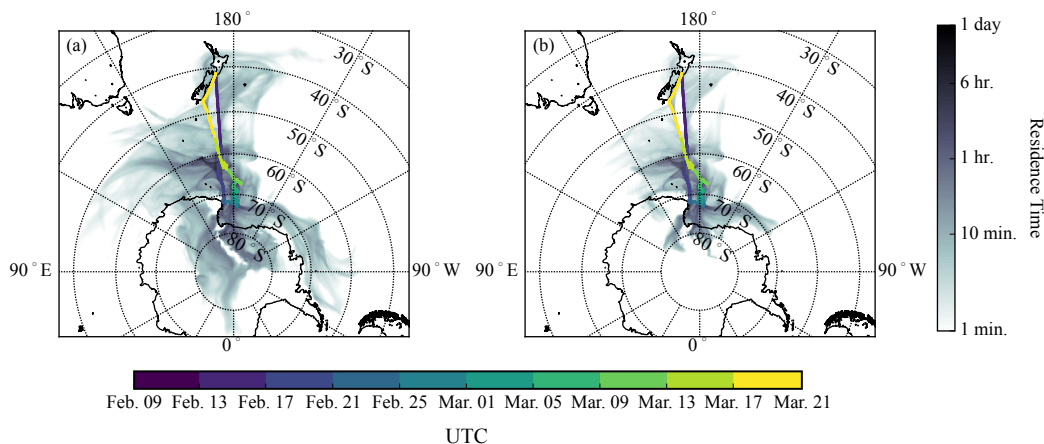 180°
180°
1 day
(a)
(b)
30°S
30°S
40°S
40°S
6 hr.
50°S
50°S
60°S
60°S
1 hr.
70°S
70°S
80°S
80°S
Residence Time
10 min.
90°E
90°W
90°E
90°W
1 min.
0°
0°
Feb. 09 Feb. 13 Feb. 17 Feb. 21 Feb. 25 Mar. 01 Mar. 05 Mar. 09 Mar. 13 Mar. 17 Mar. 21
UTC